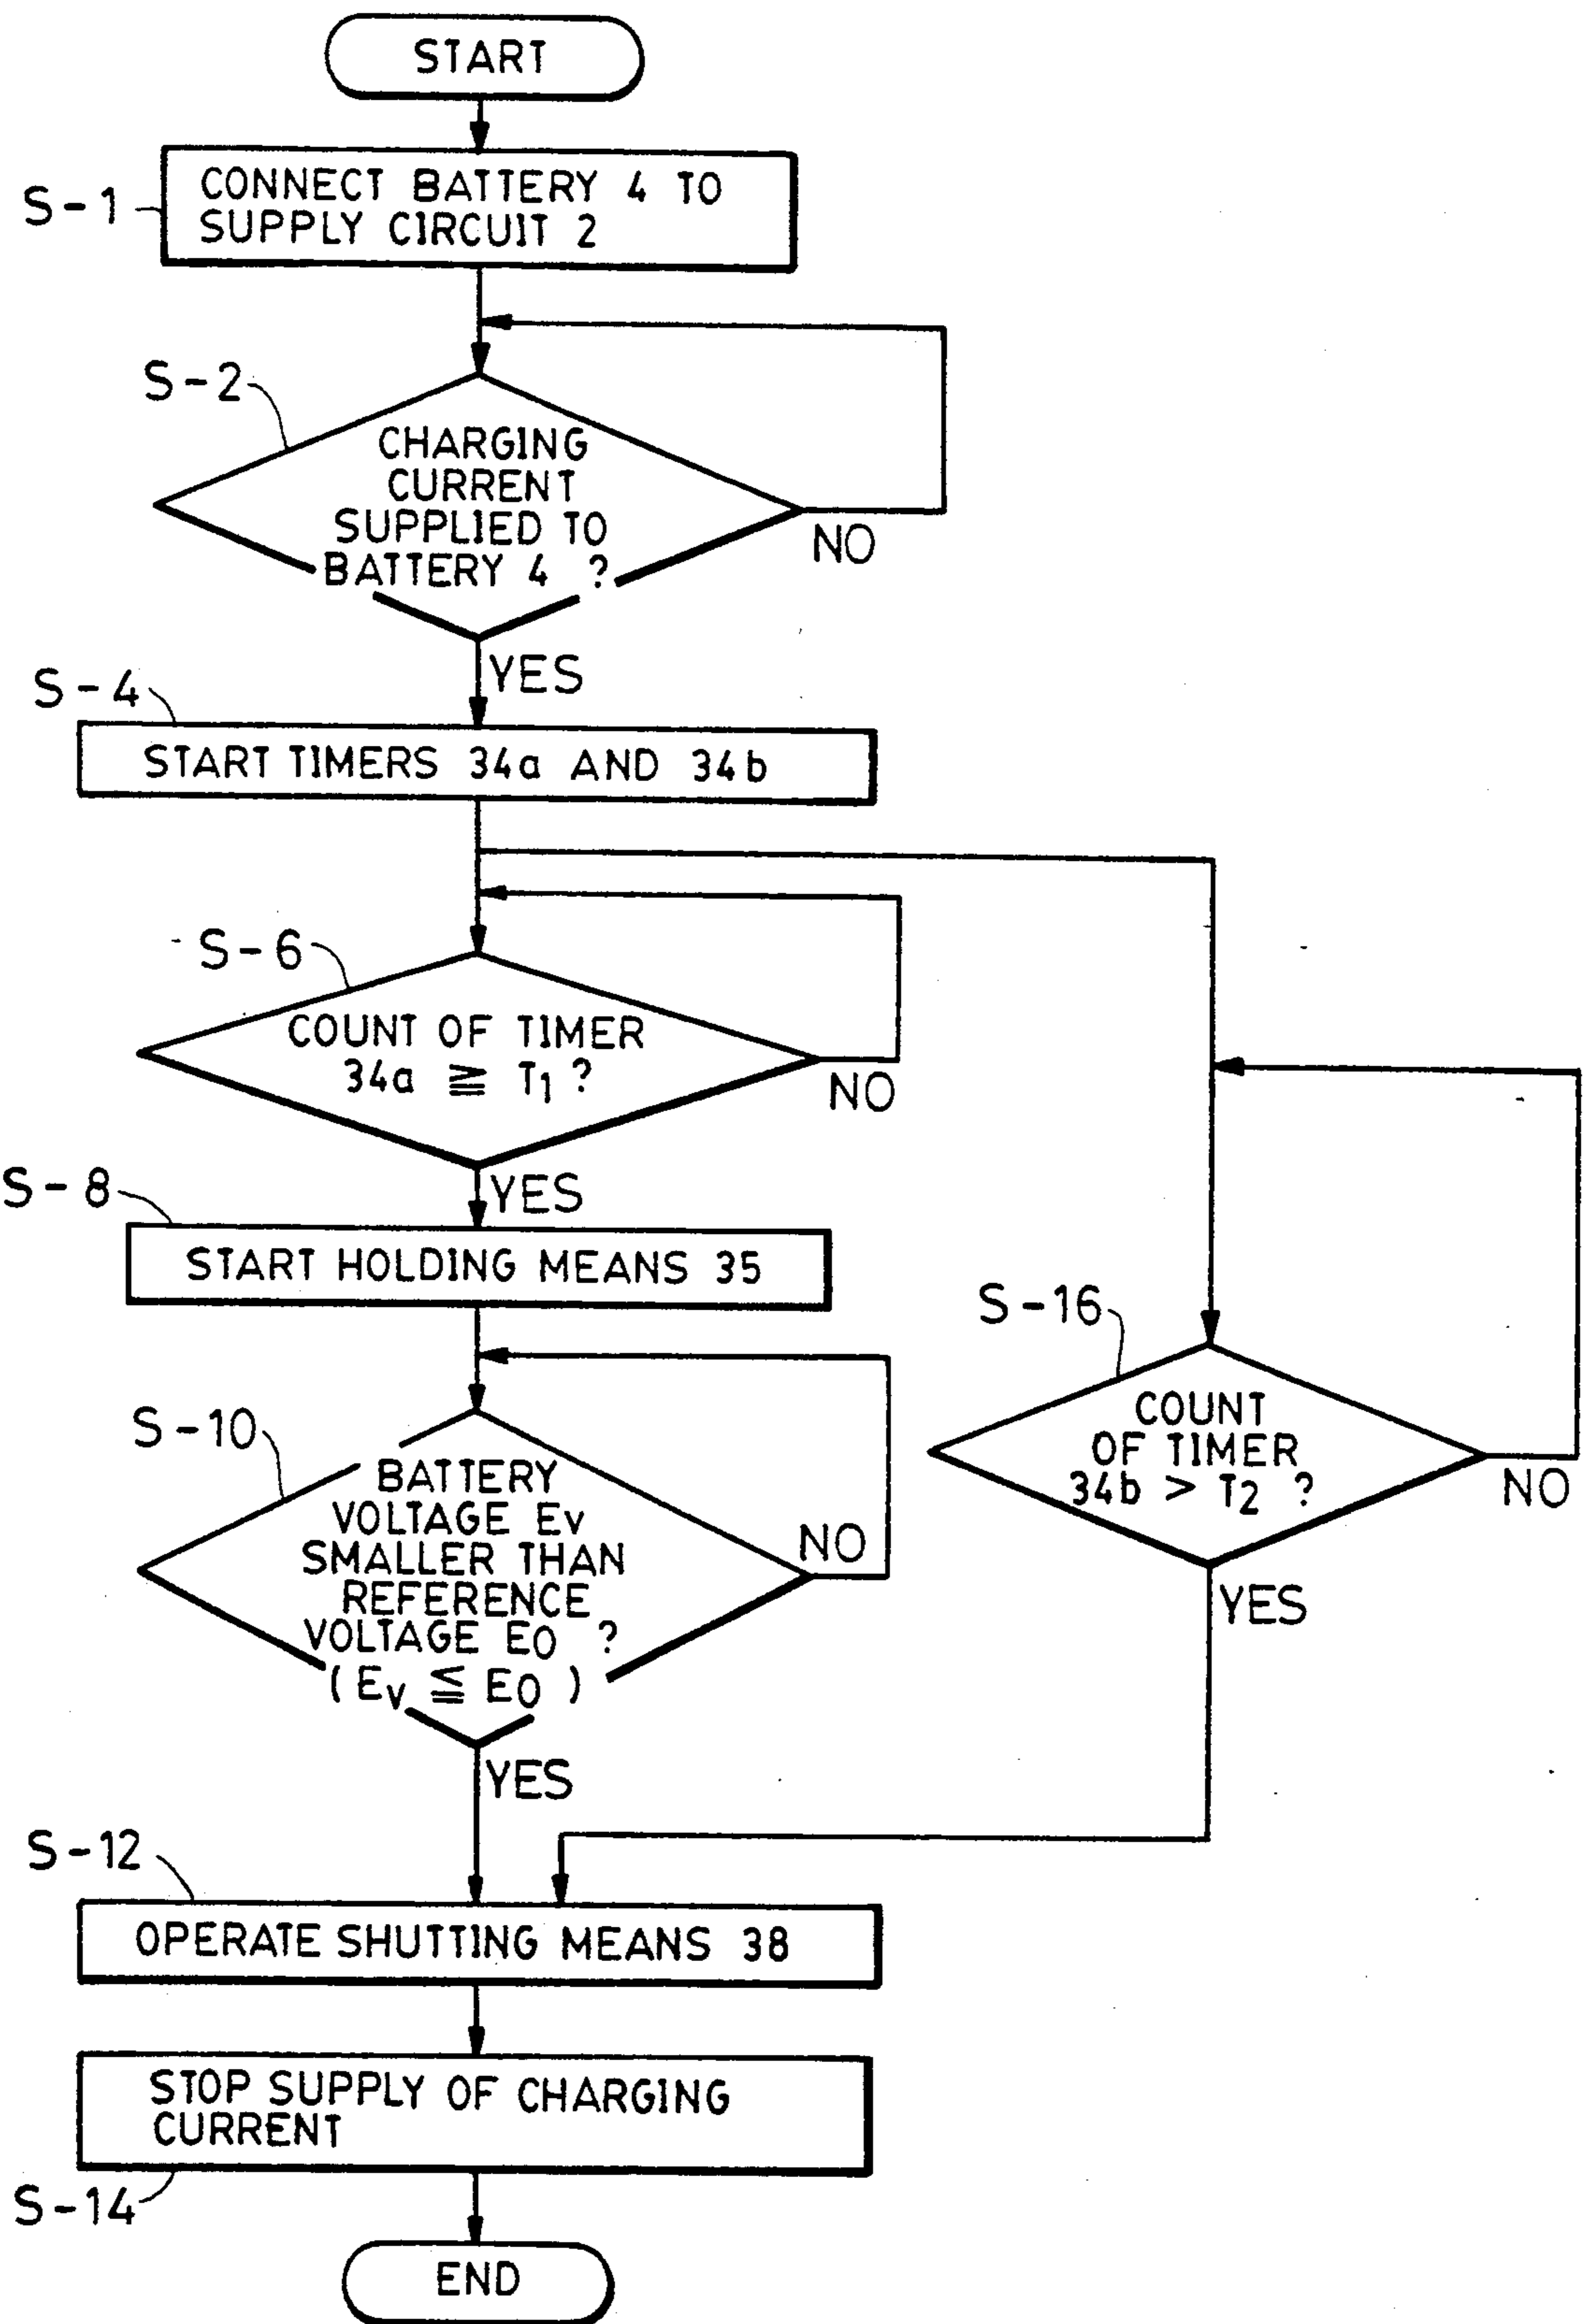 START
S-1
CONNECT BATTERY 4 TO
SUPPLY CIRCUIT 2
S-2
CHARGING
CURRENT
SUPPLIED TO
BATTERY 4 ?
NO
YES
S-4
START TIMERS 34a AND 34b
S-6
COUNT OF TIMER
34a ≧ T1 ?
NO
YES
S-8
START HOLDING MEANS 35
S-10
BATTERY
VOLTAGE Ev
SMALLER THAN
REFERENCE
VOLTAGE E0 ?
(Ev ≦ E0)
NO
YES
S-16
COUNT
OF TIMER
34b > T2 ?
NO
YES
S-12
OPERATE SHUTTING MEANS 38
STOP SUPPLY OF CHARGING
CURRENT
S-14
END